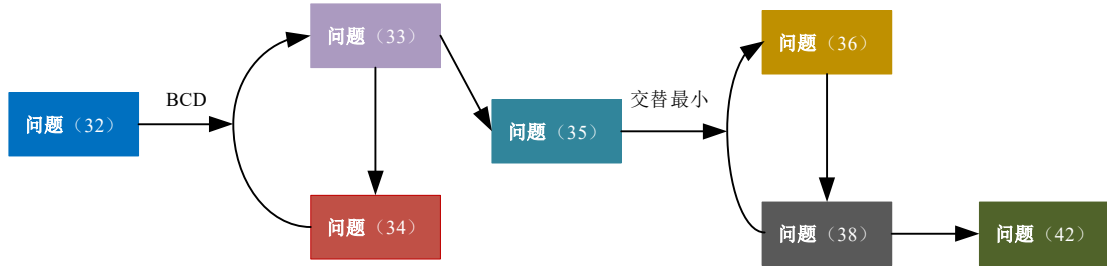 问题（32）
BCD
问题（33）
问题（34）
问题（35）
交替最小
问题（36）
问题（38）
问题（42）